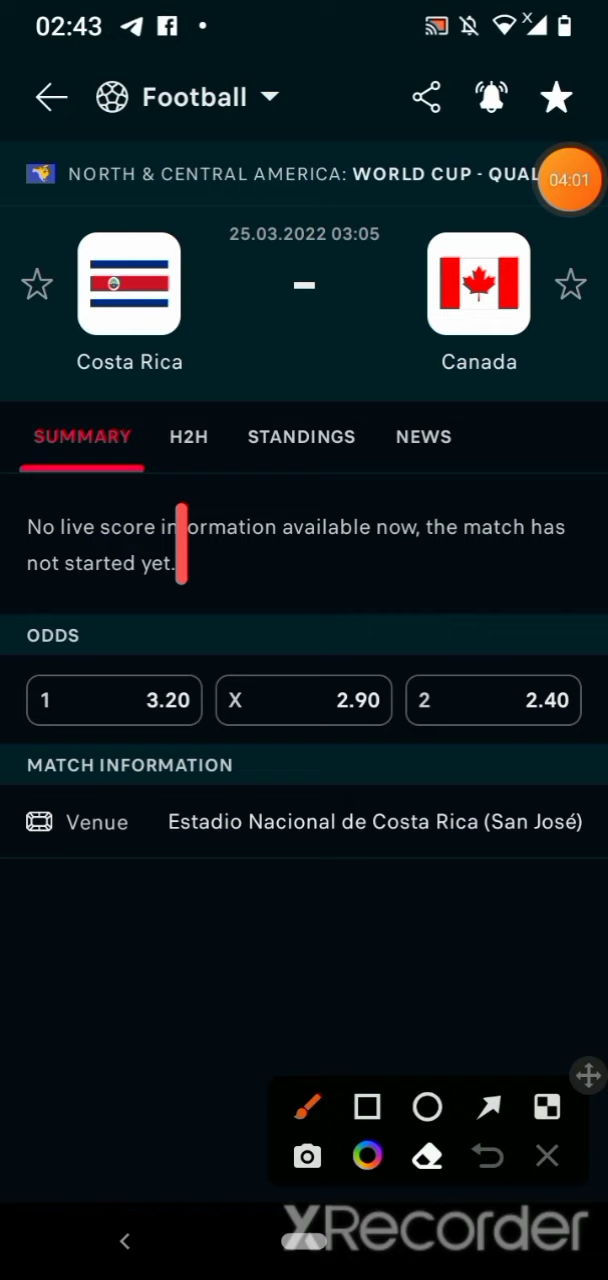 02:43
Football
NORTH & CENTRAL AMERICA: WORLD CUP - QUAL
04:01
25.03.2022 03:05
Costa Rica
Canada
SUMMARY H2H STANDINGS NEWS
No live score information available now, the match has
not started yet.
ODDS
1 3.20 X 2.90 2 2.40
MATCH INFORMATION
Venue Estadio Nacional de Costa Rica (San José)
XRecorder